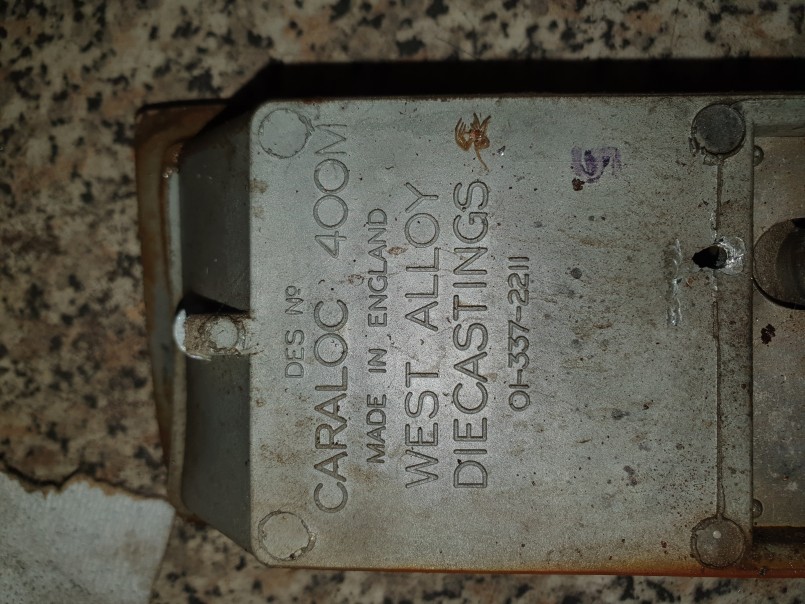 DES Nº
CARALOC 400M
MADE IN ENGLAND
WEST ALLOY
DIECASTINGS
01-337-2211